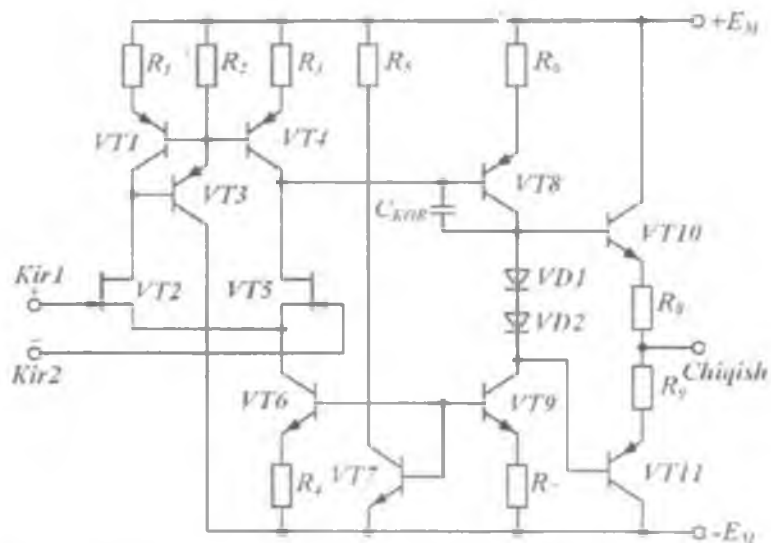 +E_M
R_1
R_2
R_3
R_5
R_6
VT1
VT4
VT3
VT8
C_KOR
VT10
Kir1
+
VT2
VT5
VD1
VD2
R_8
−
Kir2
Chiqish
R_9
VT6
VT9
R_4
VT7
R_7
VT11
-E_M